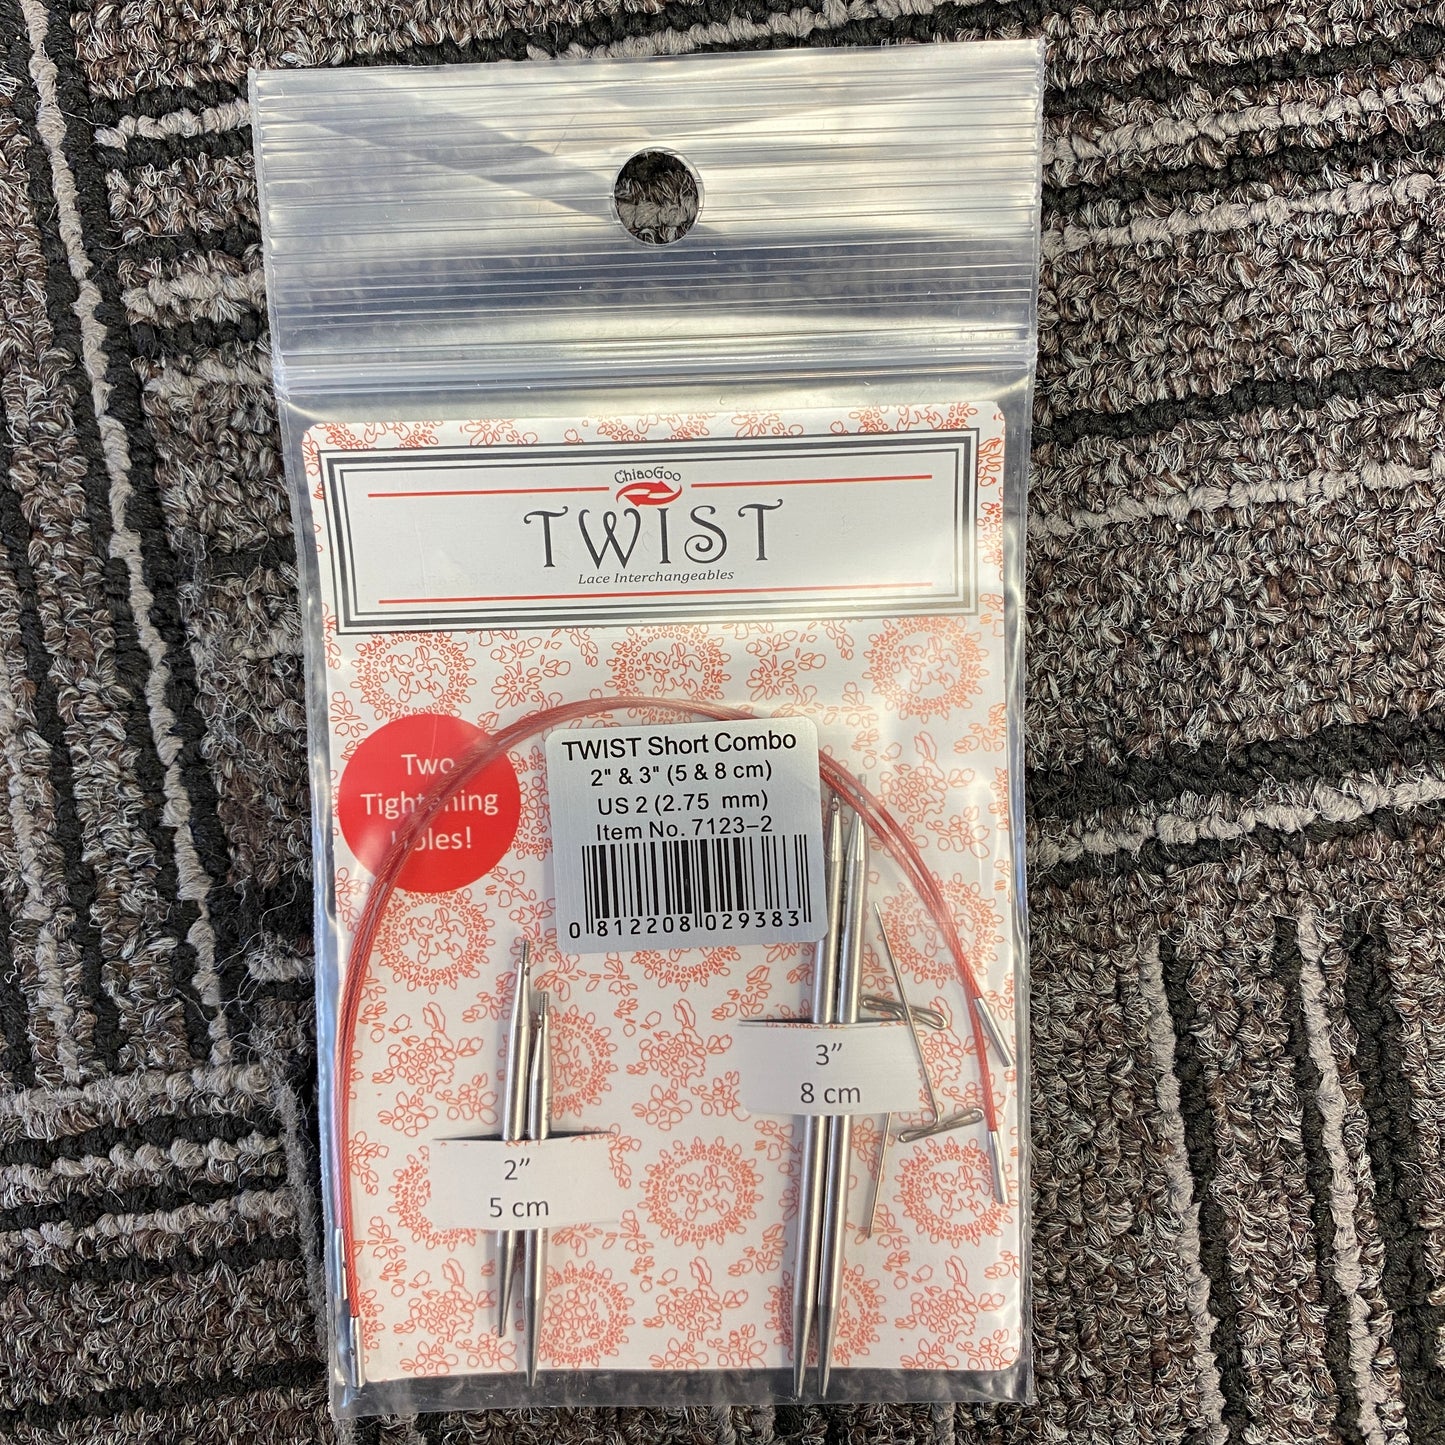 ChiaoGoo
TWIST
Lace Interchangeables
Two
Tightening
Holes!
TWIST Short Combo
2" & 3" (5 & 8 cm)
US 2 (2.75 mm)
Item No. 7123-2
0 812208 029383
3”
8 cm
2”
5 cm